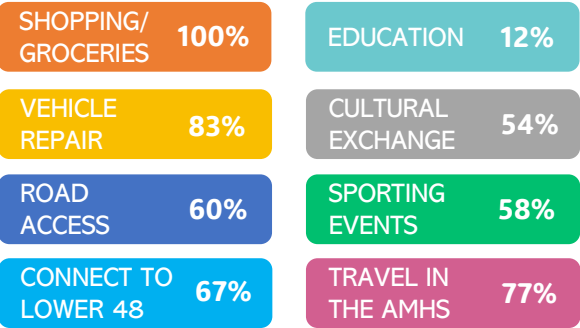 SHOPPING/
GROCERIES 100%
VEHICLE
REPAIR 83%
ROAD
ACCESS 60%
CONNECT TO
LOWER 48 67%
EDUCATION 12%
CULTURAL
EXCHANGE 54%
SPORTING
EVENTS 58%
TRAVEL IN
THE AMHS 77%